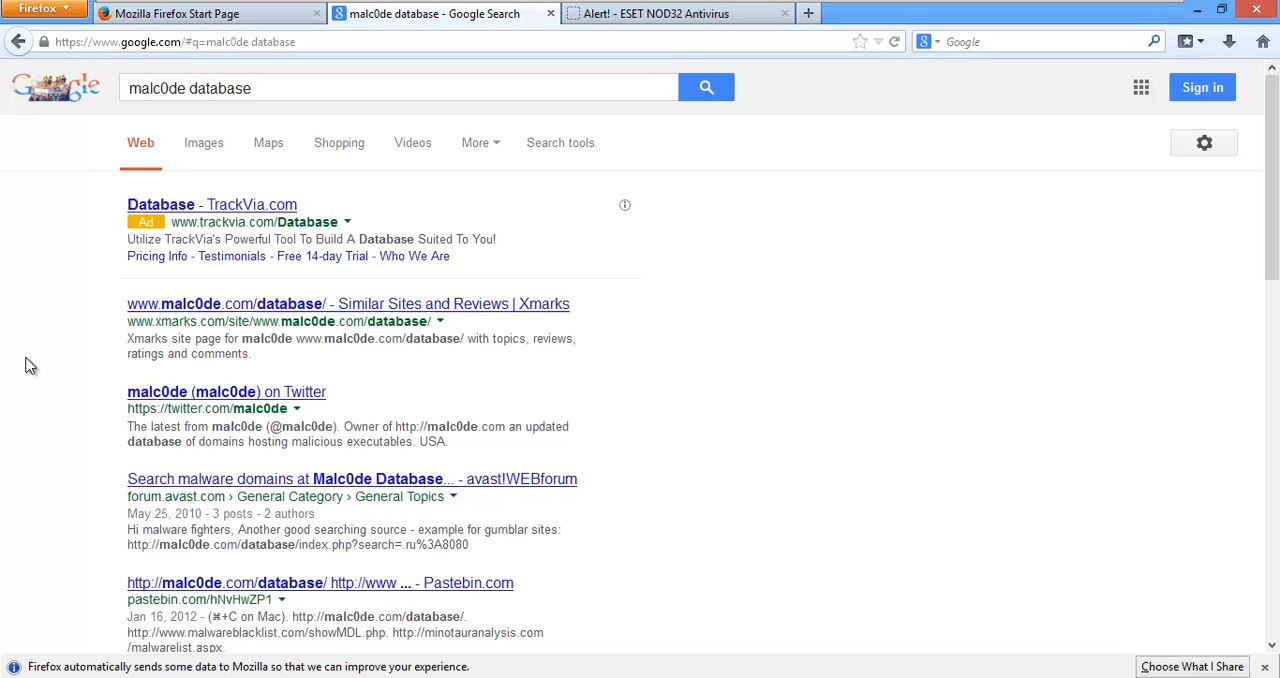 Firefox
Mozilla Firefox Start Page
malc0de database - Google Search
Alert! - ESET NOD32 Antivirus
https://www.google.com/#q=malc0de database
Google
Google
malc0de database
Sign in
Web
Images
Maps
Shopping
Videos
More
Search tools
Database - TrackVia.com
Ad www.trackvia.com/Database
Utilize TrackVia's Powerful Tool To Build A Database Suited To You!
Pricing Info - Testimonials - Free 14-day Trial - Who We Are
www.malc0de.com/database/ - Similar Sites and Reviews | Xmarks
www.xmarks.com/site/www.malc0de.com/database/
Xmarks site page for malc0de www.malc0de.com/database/ with topics, reviews,
ratings and comments.
malc0de (malc0de) on Twitter
https://twitter.com/malc0de
The latest from malc0de (@malc0de). Owner of http://malc0de.com an updated
database of domains hosting malicious executables. USA.
Search malware domains at Malc0de Database... - avast!WEBforum
forum.avast.com › General Category › General Topics
May 25, 2010 - 3 posts - 2 authors
Hi malware fighters, Another good searching source - example for gumblar sites:
http://malc0de.com/database/index.php?search=.ru%3A8080
http://malc0de.com/database/ http://www ... - Pastebin.com
pastebin.com/hNvHwZP1
Jan 16, 2012 - (⌘+C on Mac). http://malc0de.com/database/.
http://www.malwareblacklist.com/showMDL.php. http://minotauranalysis.com
/malwarelist.aspx.
Firefox automatically sends some data to Mozilla so that we can improve your experience.
Choose What I Share